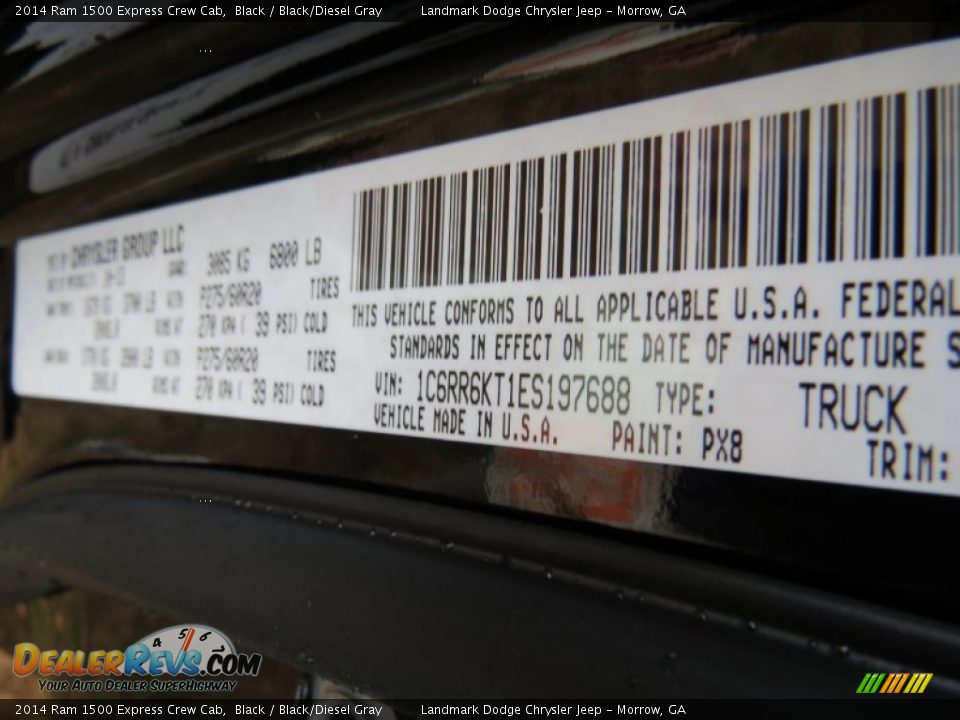 2014 Ram 1500 Express Crew Cab, Black / Black/Diesel Gray Landmark Dodge Chrysler Jeep - Morrow, GA
CHRYSLER GROUP LLC
3085 KG 6800 LB
P275/60R20 TIRES
270 KPA ( 39 PSI) COLD
P275/60R20 TIRES
270 KPA ( 39 PSI) COLD
THIS VEHICLE CONFORMS TO ALL APPLICABLE U.S.A. FEDERAL
STANDARDS IN EFFECT ON THE DATE OF MANUFACTURE S
VIN: 1C6RR6KT1ES197688 TYPE: TRUCK
VEHICLE MADE IN U.S.A. PAINT: PX8 TRIM:
4 5 6
DEALERREVS.COM
YOUR AUTO DEALER SUPERHIGHWAY
2014 Ram 1500 Express Crew Cab, Black / Black/Diesel Gray Landmark Dodge Chrysler Jeep - Morrow, GA